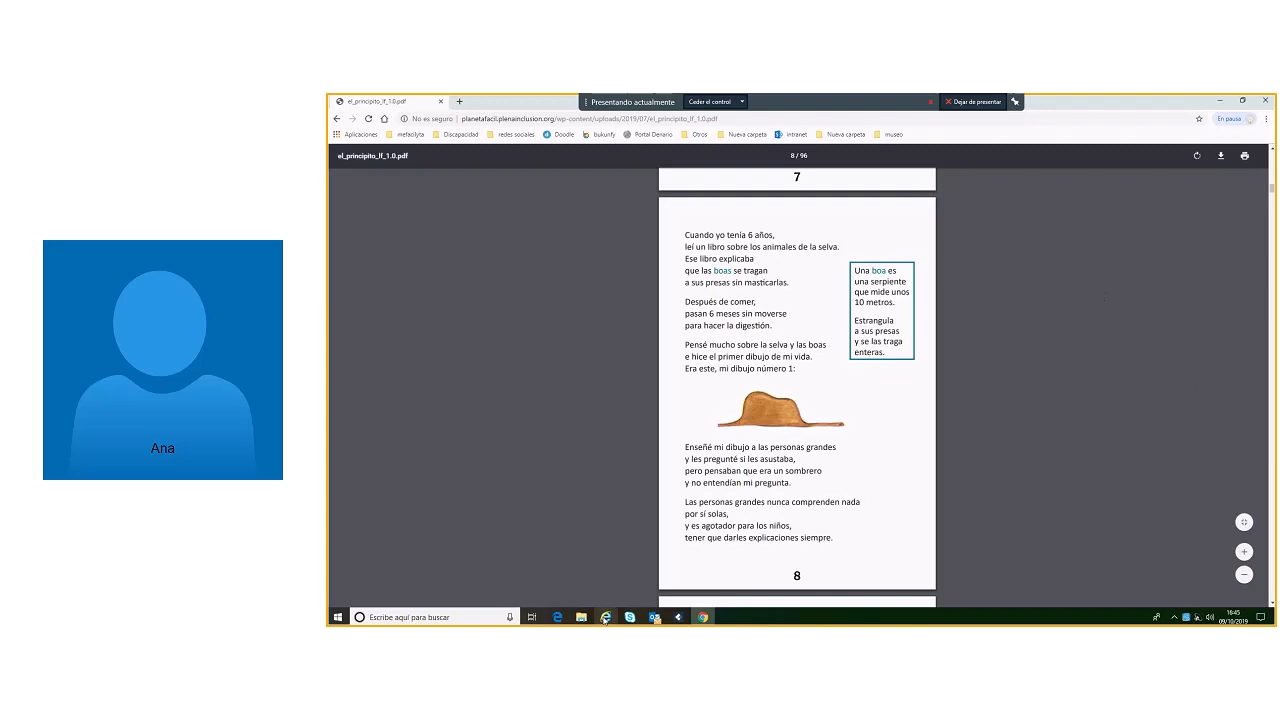 el_principito_lf_1.0.pdf
Presentando actualmente
Ceder el control
Dejar de presentar
No es seguro
planetafacil.plenainclusion.org/wp-content/uploads/2019/07/el_principito_lf_1.0.pdf
En pausa
Aplicaciones
mefacilyta
Discapacidad
redes sociales
Doodle
bukunfy
Portal Denario
Otros
Nueva carpeta
intranet
Nueva carpeta
museo
el_principito_lf_1.0.pdf
8 / 96
7
Cuando yo tenía 6 años,
leí un libro sobre los animales de la selva.
Ese libro explicaba
que las boas se tragan
a sus presas sin masticarlas.
Después de comer,
pasan 6 meses sin moverse
para hacer la digestión.
Pensé mucho sobre la selva y las boas
e hice el primer dibujo de mi vida.
Era este, mi dibujo número 1:
Una boa es
una serpiente
que mide unos
10 metros.
Estrangula
a sus presas
y se las traga
enteras.
Enseñé mi dibujo a las personas grandes
y les pregunté si les asustaba,
pero pensaban que era un sombrero
y no entendían mi pregunta.
Las personas grandes nunca comprenden nada
por sí solas,
y es agotador para los niños,
tener que darles explicaciones siempre.
8
Ana
Escribe aquí para buscar
16:45
09/10/2019